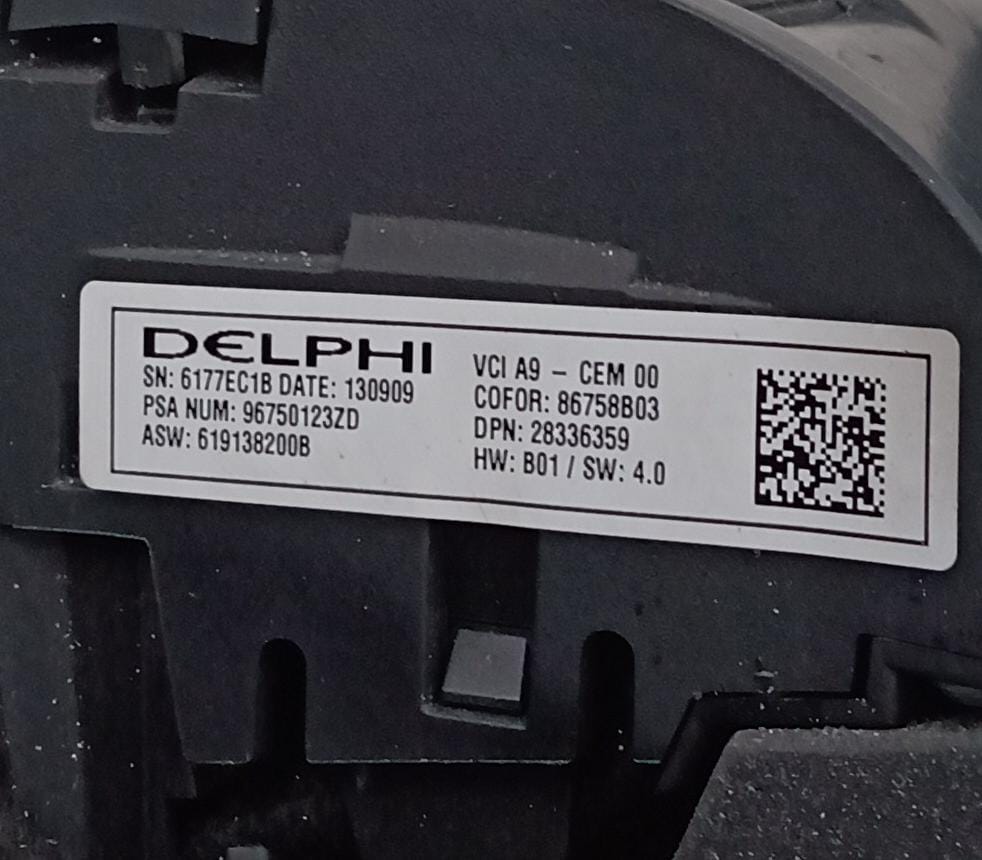 DELPHI
SN: 6177EC1B DATE: 130909
PSA NUM: 96750123ZD
ASW: 619138200B
VCI A9 – CEM 00
COFOR: 86758B03
DPN: 28336359
HW: B01 / SW: 4.0